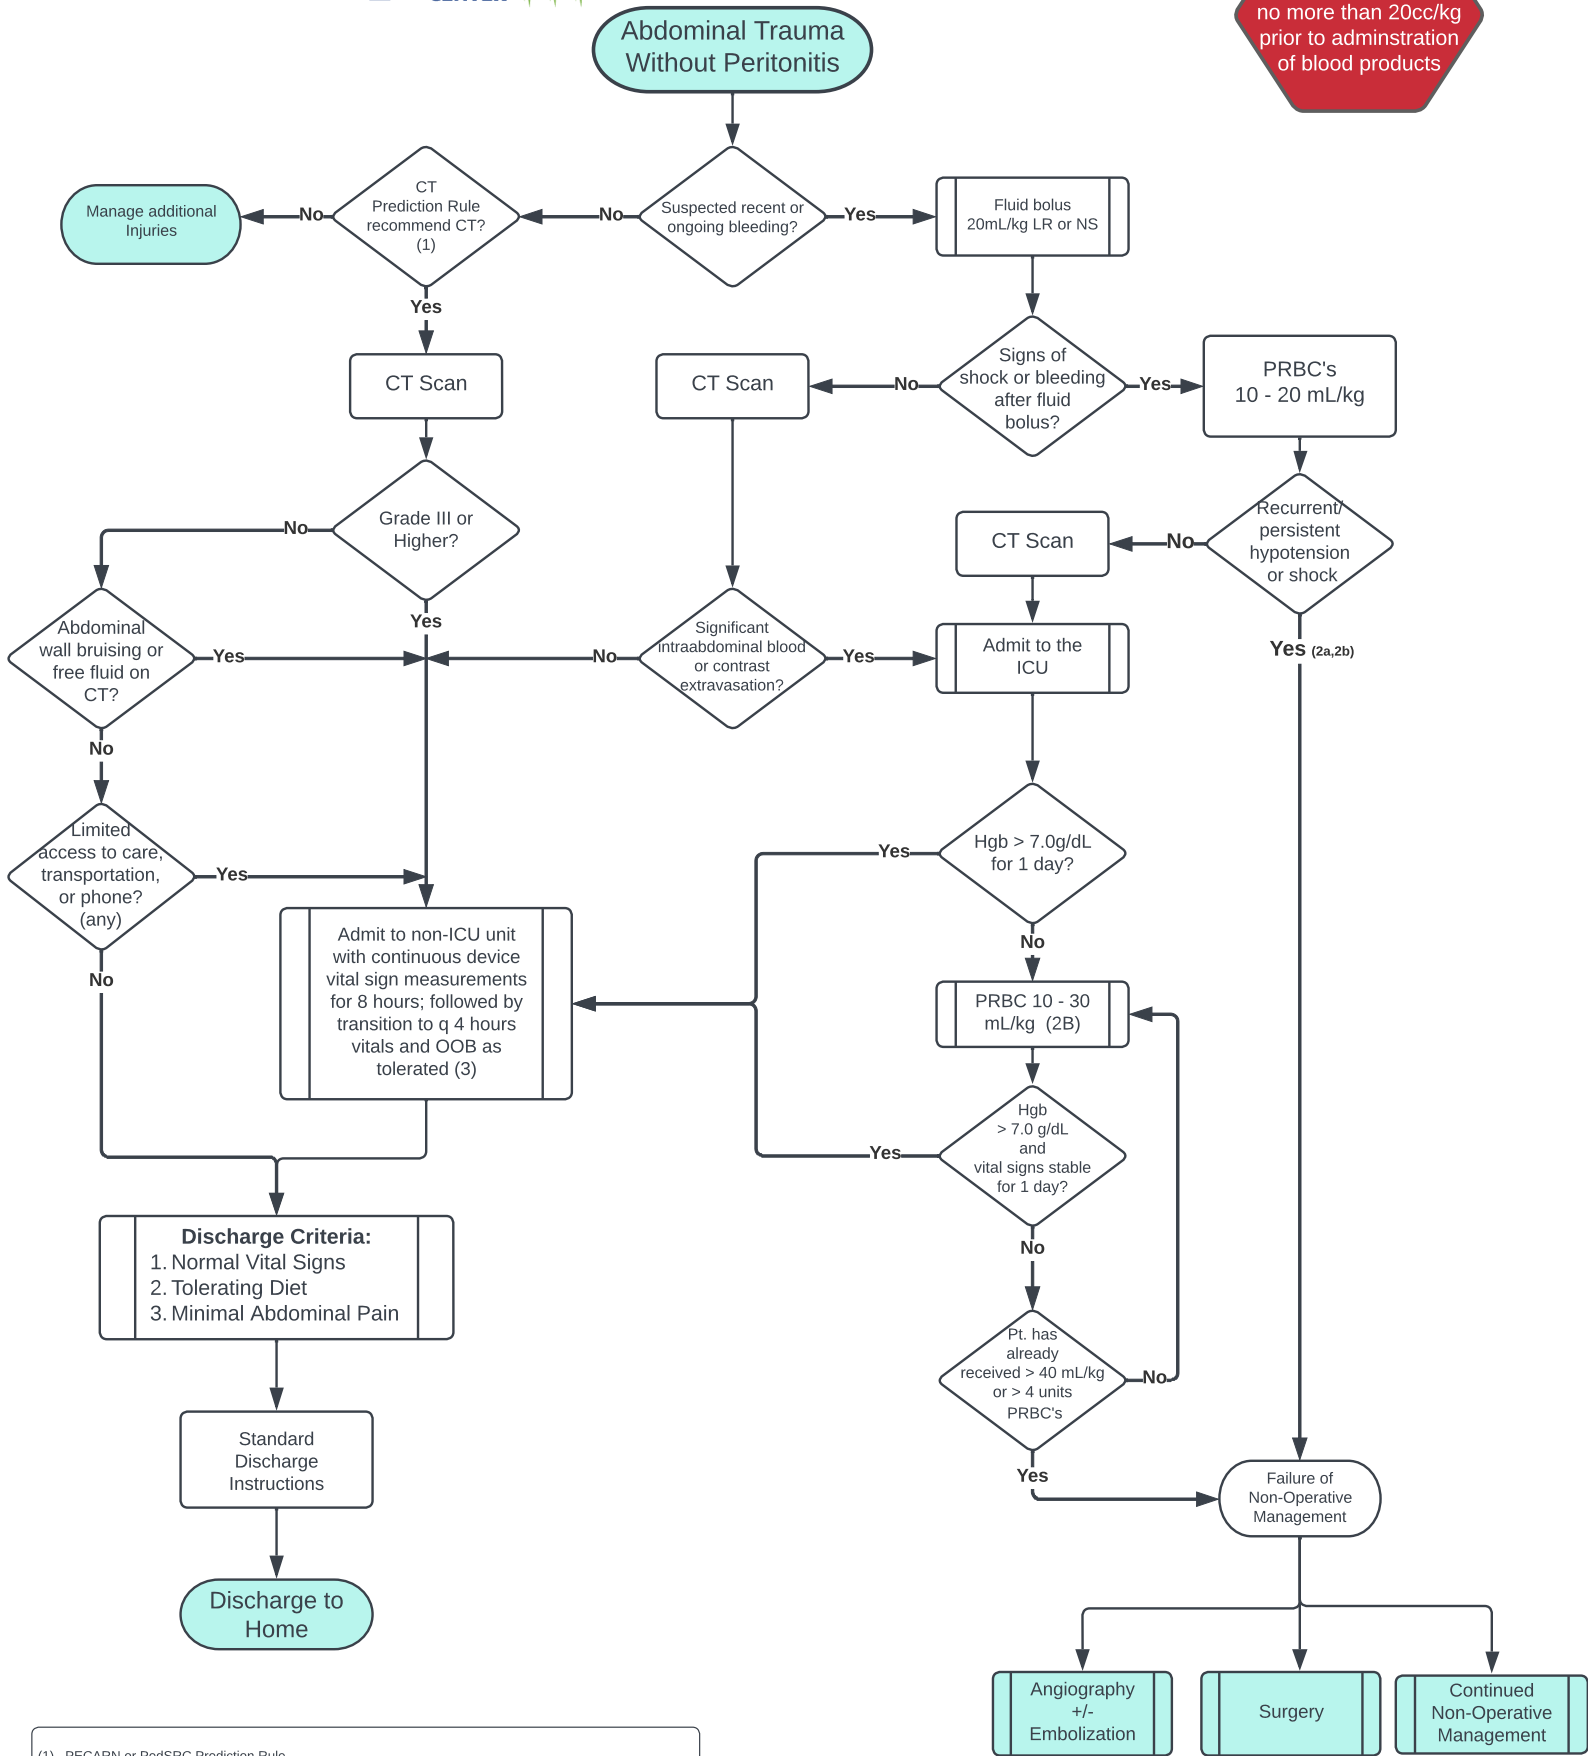 no more than 20cc/kg
prior to adminstration
of blood products
Abdominal Trauma
Without Peritonitis
Manage additional
Injuries
No
CT
Prediction Rule
recommend CT?
(1)
No
Suspected recent or
ongoing bleeding?
Yes
Fluid bolus
20mL/kg LR or NS
Yes
CT Scan
CT Scan
No
Signs of
shock or bleeding
after fluid
bolus?
Yes
PRBC's
10 - 20 mL/kg
No
Grade III or
Higher?
CT Scan
No
Recurrent/
persistent
hypotension
or shock
Yes
Abdominal
wall bruising or
free fluid on
CT?
Yes
No
Significant
intraabdominal blood
or contrast
extravasation?
Yes
Admit to the
ICU
Yes (2a,2b)
No
Limited
access to care,
transportation,
or phone?
(any)
Yes
Yes
Hgb > 7.0g/dL
for 1 day?
No
No
Admit to non-ICU unit
with continuous device
vital sign measurements
for 8 hours; followed by
transition to q 4 hours
vitals and OOB as
tolerated (3)
PRBC 10 - 30
mL/kg (2B)
Yes
Hgb
> 7.0 g/dL
and
vital signs stable
for 1 day?
No
Discharge Criteria:
1. Normal Vital Signs
2. Tolerating Diet
3. Minimal Abdominal Pain
Pt. has
already
received > 40 mL/kg
or > 4 units
PRBC's
No
Yes
Standard
Discharge
Instructions
Failure of
Non-Operative
Management
Discharge to
Home
Angiography
+/-
Embolization
Surgery
Continued
Non-Operative
Management
(1) PECARN or PedSRC Prediction Rule